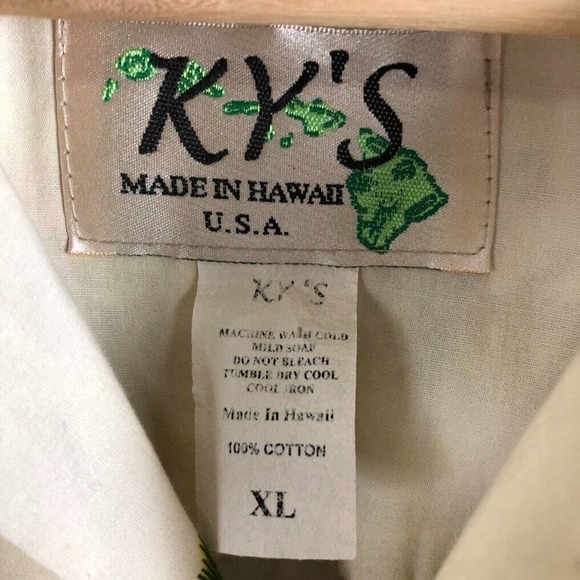 KY'S
MADE IN HAWAII
U.S.A.
KY'S
MACHINE WASH COLD
MILD SOAP
DO NOT BLEACH
TUMBLE DRY COOL
COOL IRON
Made In Hawaii
100% COTTON
XL